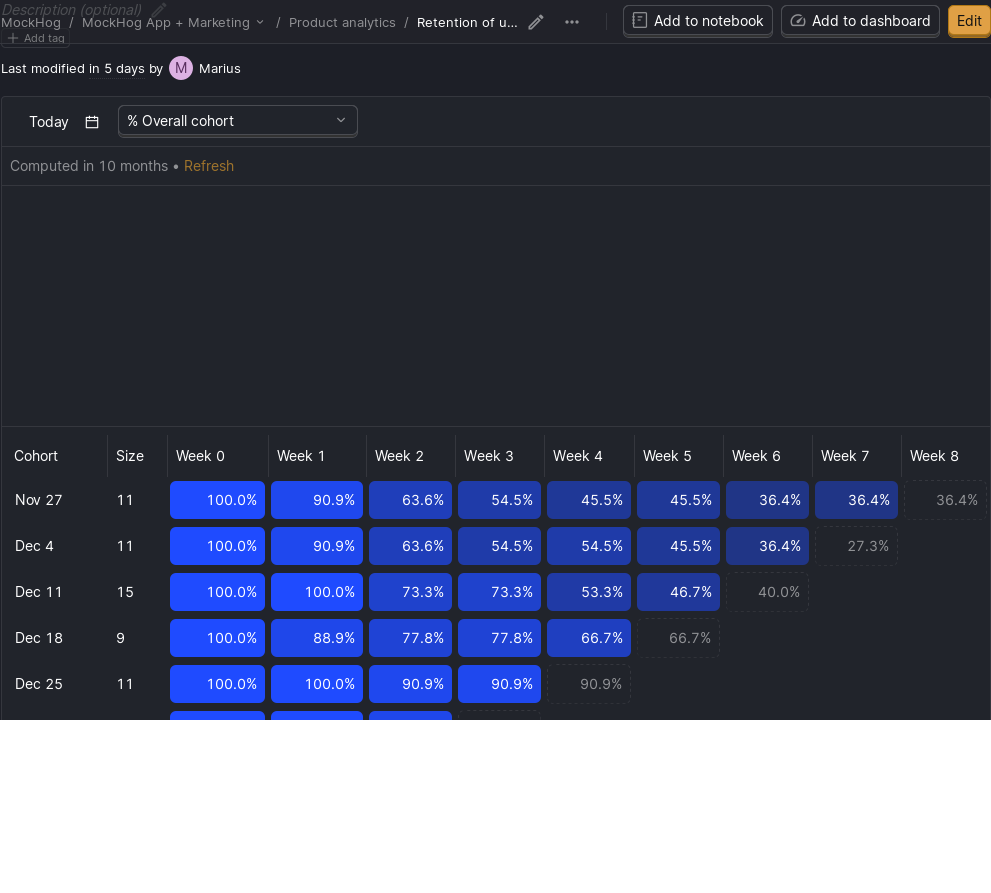 Description (optional)
MockHog / MockHog App + Marketing / Product analytics / Retention of u... Add to notebook Add to dashboard Edit
Add tag
Last modified in 5 days by M Marius
Today % Overall cohort
Computed in 10 months • Refresh
Cohort Size Week 0 Week 1 Week 2 Week 3 Week 4 Week 5 Week 6 Week 7 Week 8
Nov 27 11 100.0% 90.9% 63.6% 54.5% 45.5% 45.5% 36.4% 36.4% 36.4%
Dec 4 11 100.0% 90.9% 63.6% 54.5% 54.5% 45.5% 36.4% 27.3%
Dec 11 15 100.0% 100.0% 73.3% 73.3% 53.3% 46.7% 40.0%
Dec 18 9 100.0% 88.9% 77.8% 77.8% 66.7% 66.7%
Dec 25 11 100.0% 100.0% 90.9% 90.9% 90.9%